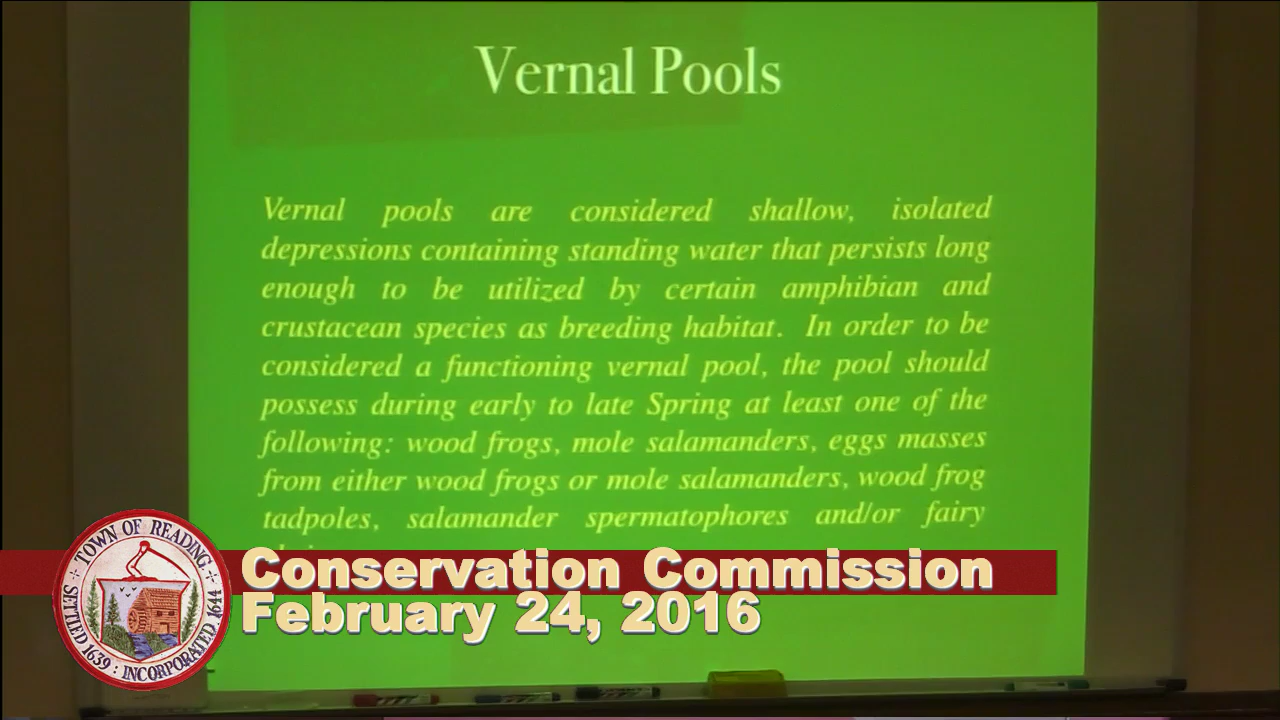 Vernal Pools
Vernal pools are considered shallow, isolated
depressions containing standing water that persists long
enough to be utilized by certain amphibian and
crustacean species as breeding habitat. In order to be
considered a functioning vernal pool, the pool should
possess during early to late Spring at least one of the
following: wood frogs, mole salamanders, eggs masses
from either wood frogs or mole salamanders, wood frog
tadpoles, salamander spermatophores and/or fairy
Conservation Commission
February 24, 2016
TOWN OF READING
SETTLED 1639 : INCORPORATED 1644